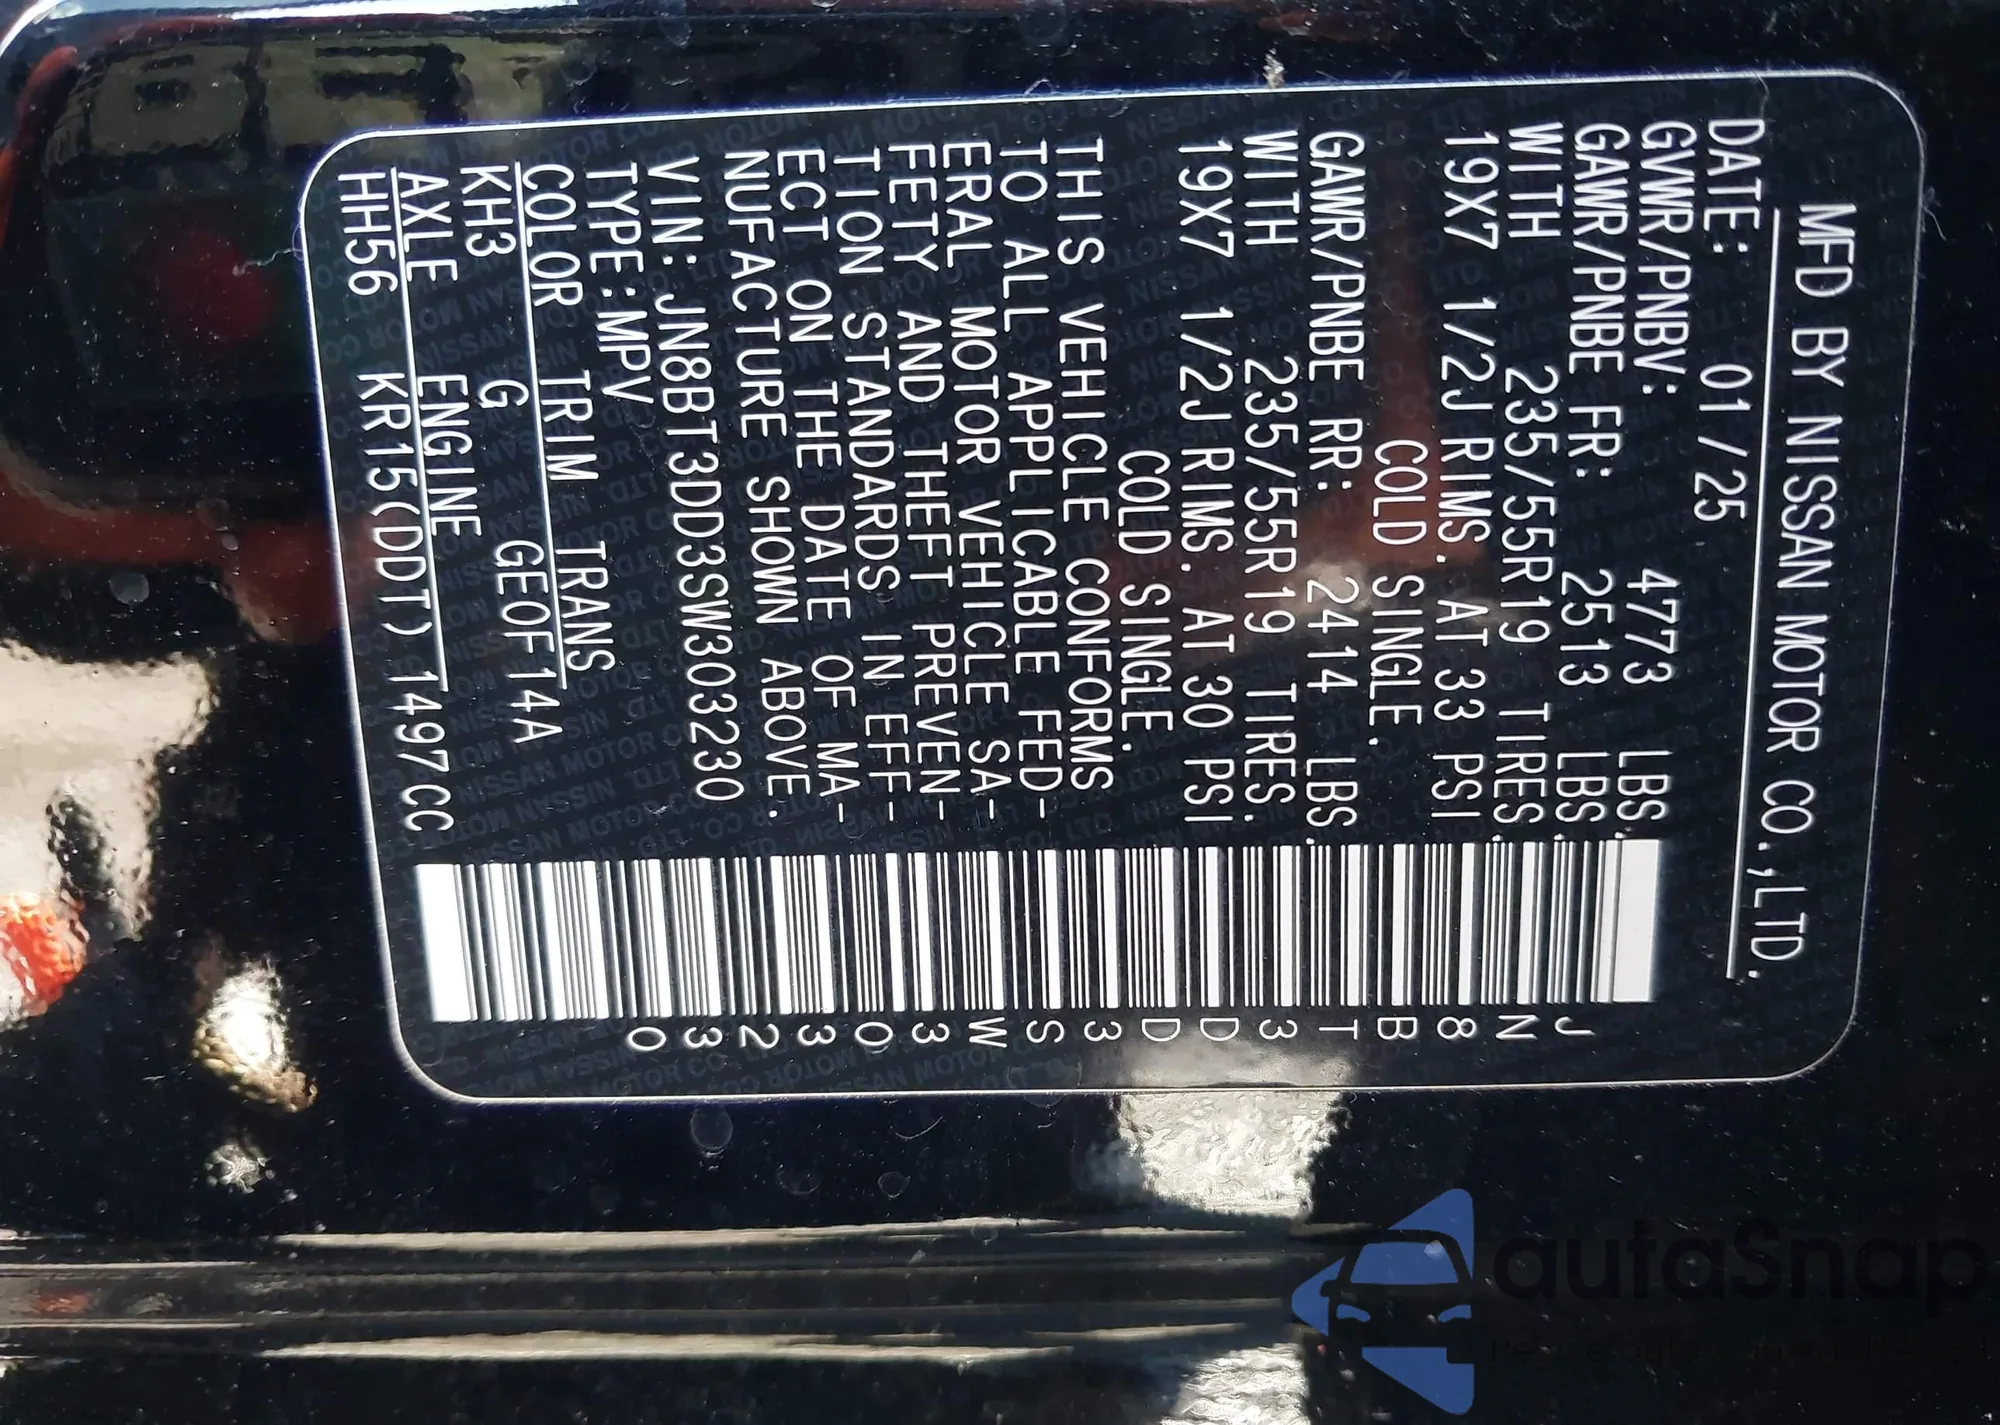 MFD BY NISSAN MOTOR CO.,LTD.
DATE: 01/25
GVWR/PNBV: 4773 LBS
GAWR/PNBE FR: 2513 LBS
WITH 235/55R19 TIRES.
19X7 1/2J RIMS. AT 33 PSI
COLD SINGLE.
GAWR/PNBE RR: 2414 LBS.
WITH 235/55R19 TIRES.
19X7 1/2J RIMS. AT 30 PSI
COLD SINGLE.
THIS VEHICLE CONFORMS
TO ALL APPLICABLE FED-
ERAL MOTOR VEHICLE SA-
FETY AND THEFT PREVEN-
TION STANDARDS IN EFF-
ECT ON THE DATE OF MA-
NUFACTURE SHOWN ABOVE.
VIN:JN8BT3DD3SW303230
TYPE:MPV
COLOR TRIM TRANS
KH3 G GEOF14A
AXLE ENGINE
HH56 KR15(DDT) 1497CC
JN8BT3DD3SW303230
autaSnap